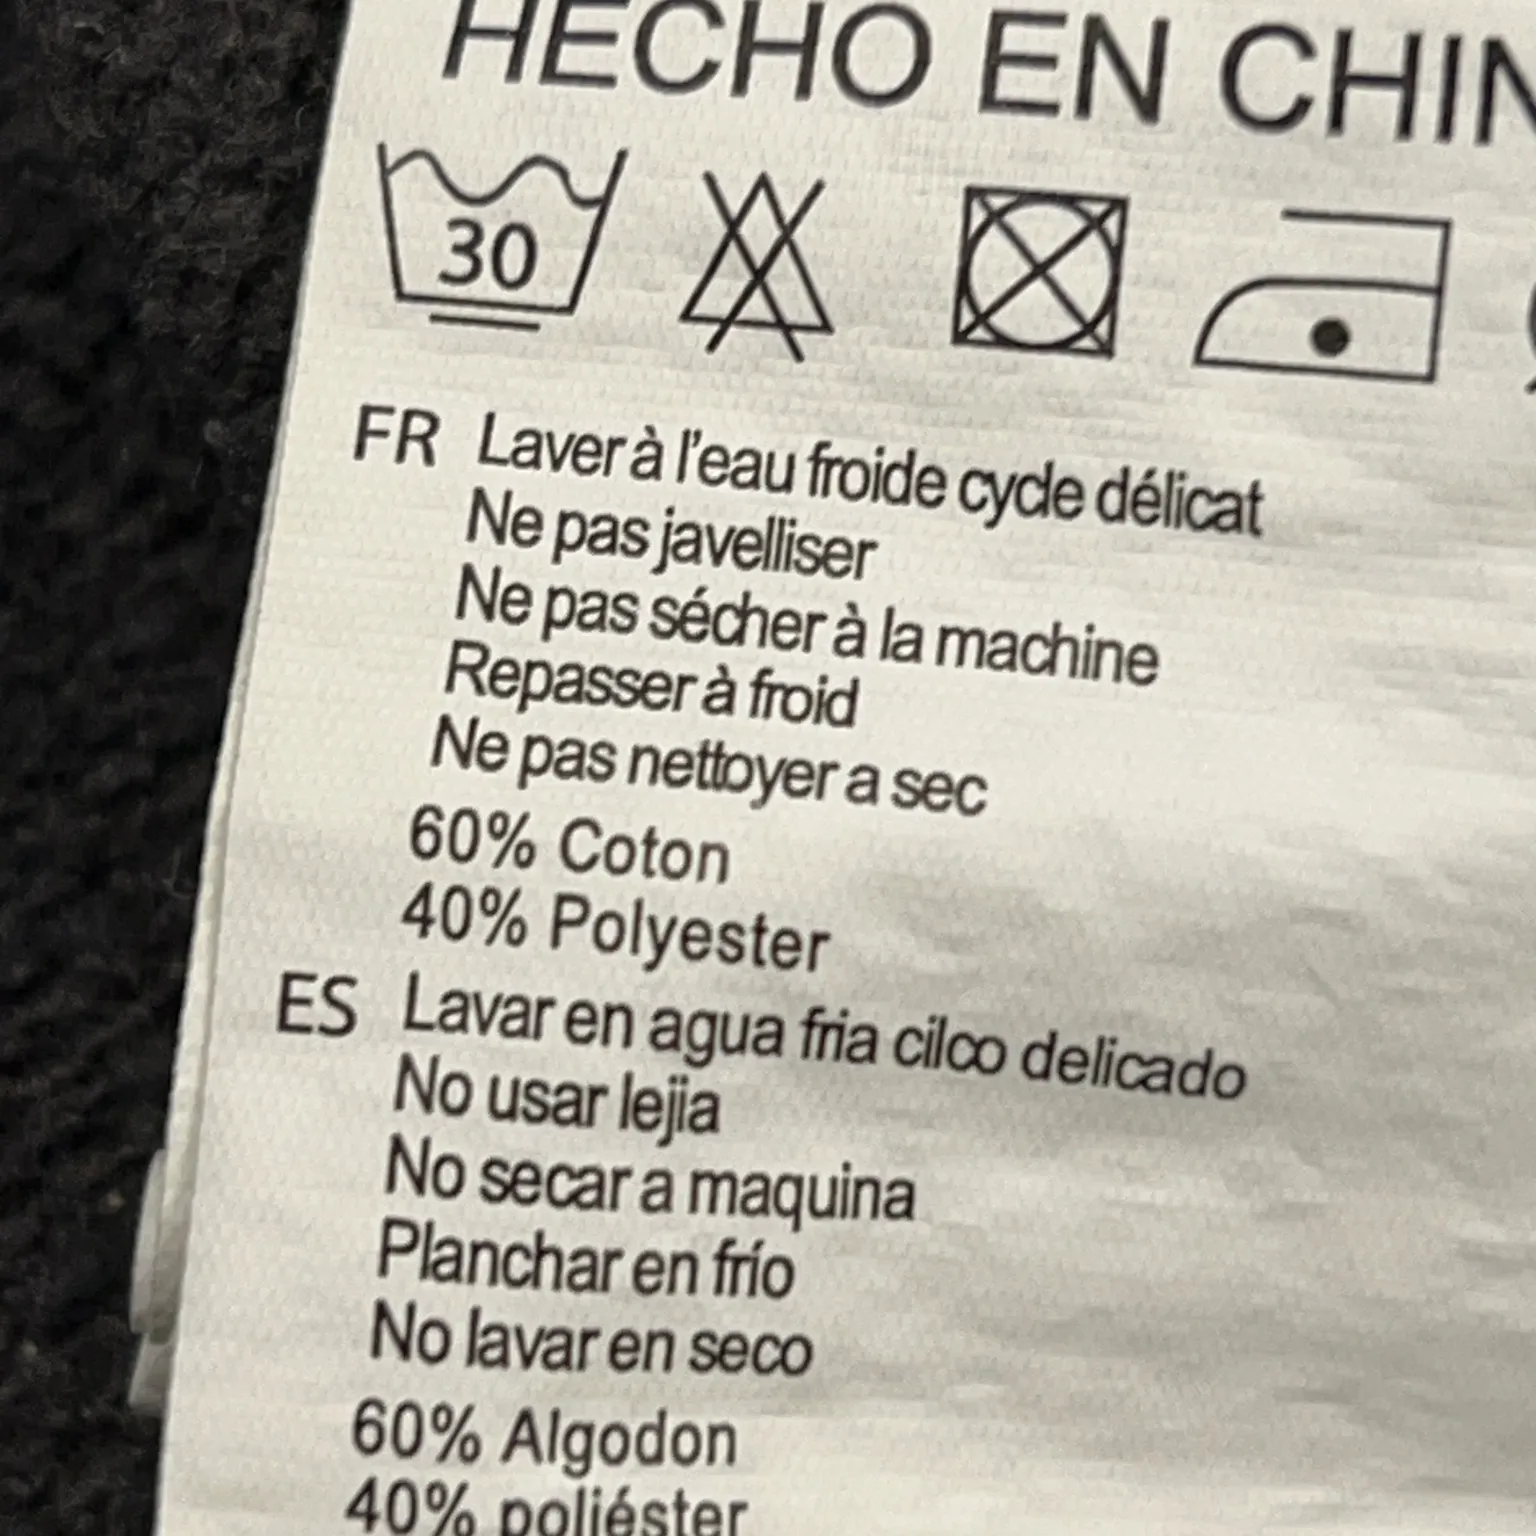 HECHO EN CHIN
30
FR Laver à l'eau froide cycle délicat
Ne pas javelliser
Ne pas sécher à la machine
Repasser à froid
Ne pas nettoyer a sec
60% Coton
40% Polyester
ES Lavar en agua fria cilco delicado
No usar lejia
No secar a maquina
Planchar en frío
No lavar en seco
60% Algodon
40% poliéster